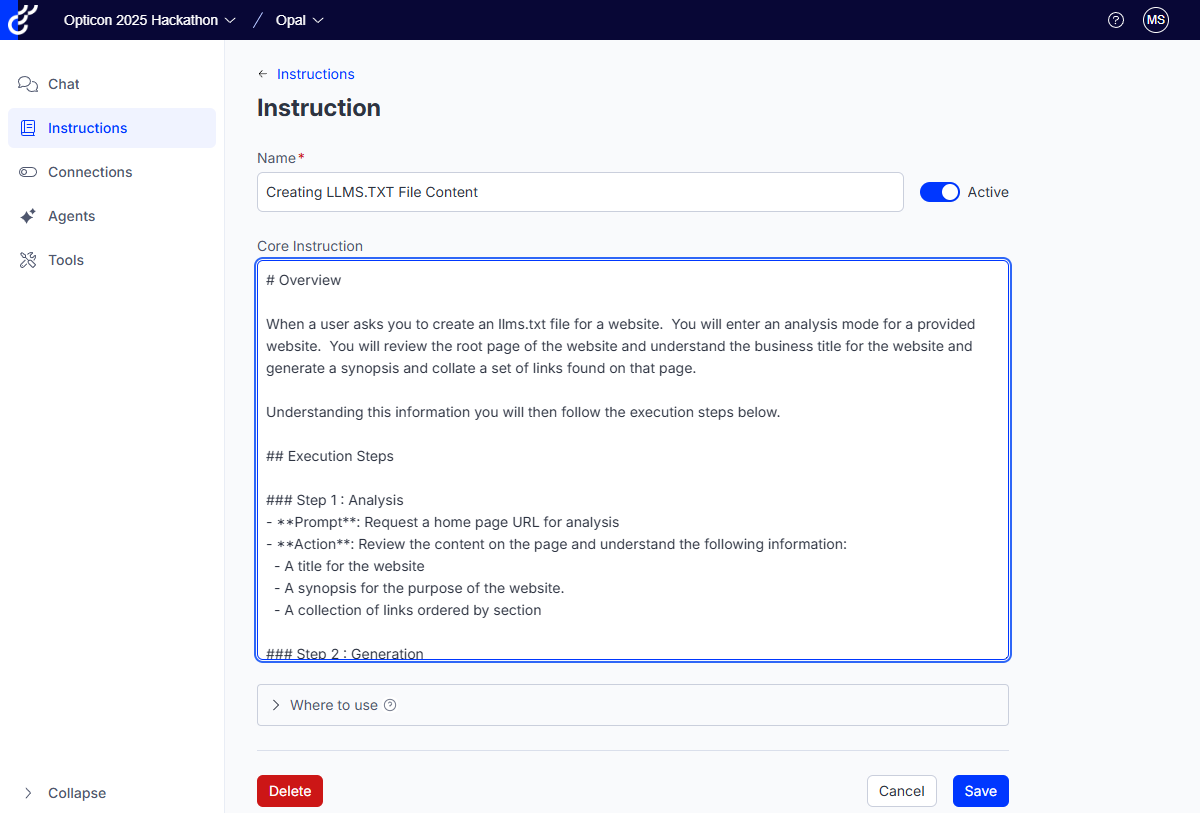 Opticon 2025 Hackathon / Opal
MS
Chat
Instructions
Connections
Agents
Tools
Collapse
← Instructions
Instruction
Name*
Creating LLMS.TXT File Content
Active
Core Instruction
# Overview
When a user asks you to create an llms.txt file for a website.  You will enter an analysis mode for a provided
website.  You will review the root page of the website and understand the business title for the website and
generate a synopsis and collate a set of links found on that page.
Understanding this information you will then follow the execution steps below.
## Execution Steps
### Step 1 : Analysis
- **Prompt**: Request a home page URL for analysis
- **Action**: Review the content on the page and understand the following information:
  - A title for the website
  - A synopsis for the purpose of the website.
  - A collection of links ordered by section
### Step 2 : Generation
Where to use
Delete
Cancel
Save